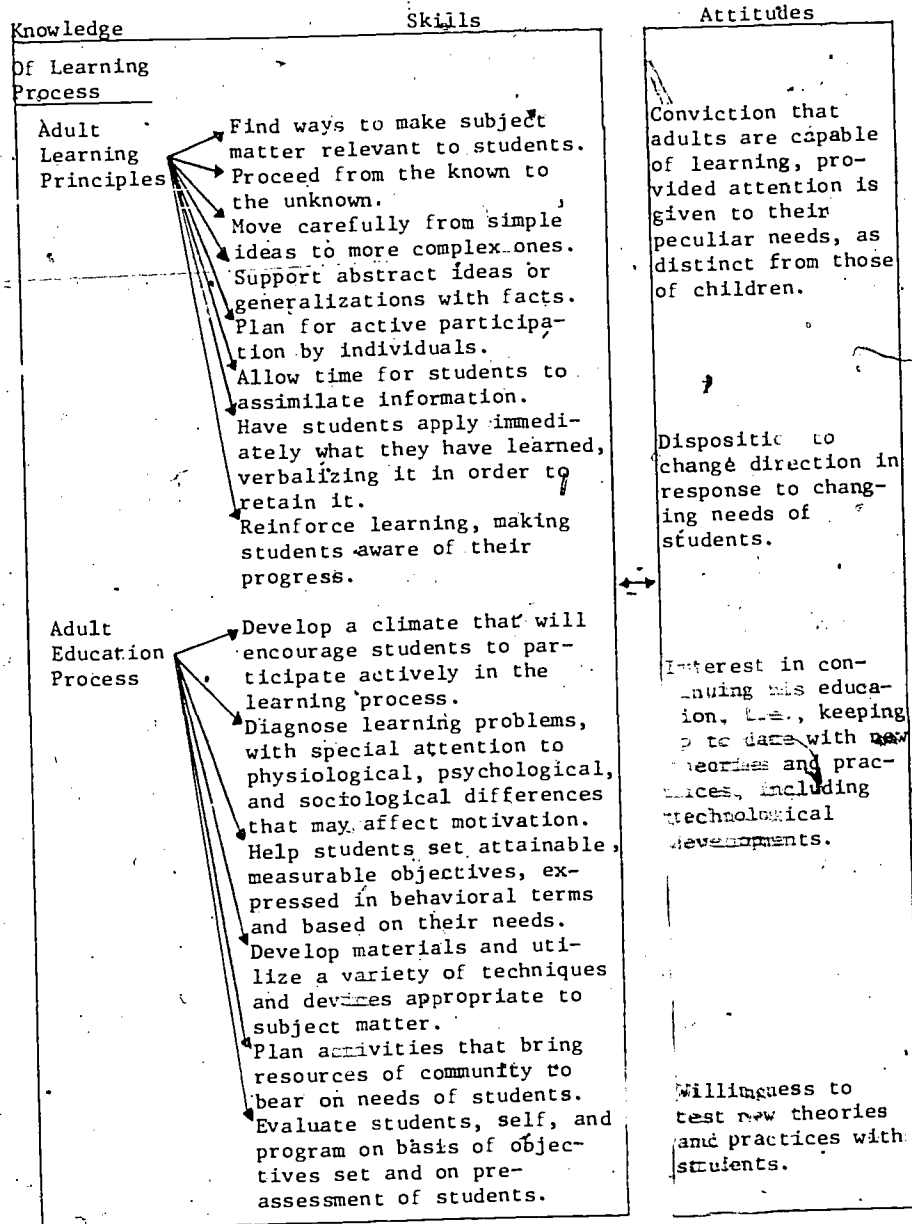 Knowledge
Skills
Attitudes
Of Learning
Process
Adult
Learning
Principles
Find ways to make subject
matter relevant to students.
Proceed from the known to
the unknown.
Move carefully from simple
ideas to more complex ones.
Support abstract ideas or
generalizations with facts.
Plan for active participa-
tion by individuals.
Allow time for students to
assimilate information.
Have students apply immedi-
ately what they have learned,
verbalizing it in order to
retain it.
Reinforce learning, making
students aware of their
progress.
Adult
Education
Process
Develop a climate that will
encourage students to par-
ticipate actively in the
learning process.
Diagnose learning problems,
with special attention to
physiological, psychological,
and sociological differences
that may affect motivation.
Help students set attainable,
measurable objectives, ex-
pressed in behavioral terms
and based on their needs.
Develop materials and uti-
lize a variety of techniques
and devices appropriate to
subject matter.
Plan activities that bring
resources of community to
bear on needs of students.
Evaluate students, self, and
program on basis of objec-
tives set and on pre-
assessment of students.
Conviction that
adults are capable
of learning, pro-
vided attention is
given to their
peculiar needs, as
distinct from those
of children.
Dispositic to
change direction in
response to chang-
ing needs of
students.
Interest in con-
nuing his educa-
ion, i.e., keeping
p to date with new
theories and prac-
tices, including
technological
developments.
Willingness to
test new theories
and practices with
students.